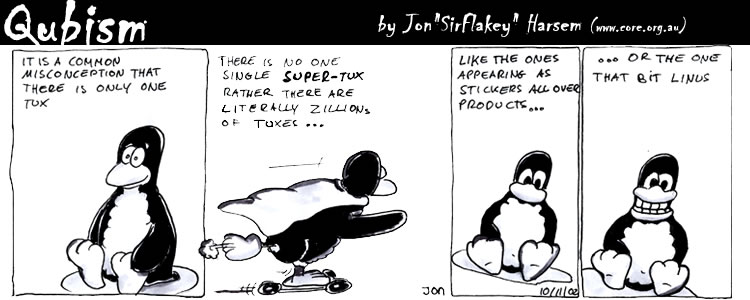 Qubism
by Jon"SirFlakey" Harsem (www.core.org.au)
IT IS A COMMON
MISCONCEPTION THAT
THERE IS ONLY ONE
TUX
THERE IS NO ONE
SINGLE SUPER-TUX
RATHER THERE ARE
LITERALLY ZILLIONS
OF TUXES ...
LIKE THE ONES
APPEARING AS
STICKERS ALL OVER
PRODUCTS...
... OR THE ONE
THAT BIT LINUS
JON
10/11/02